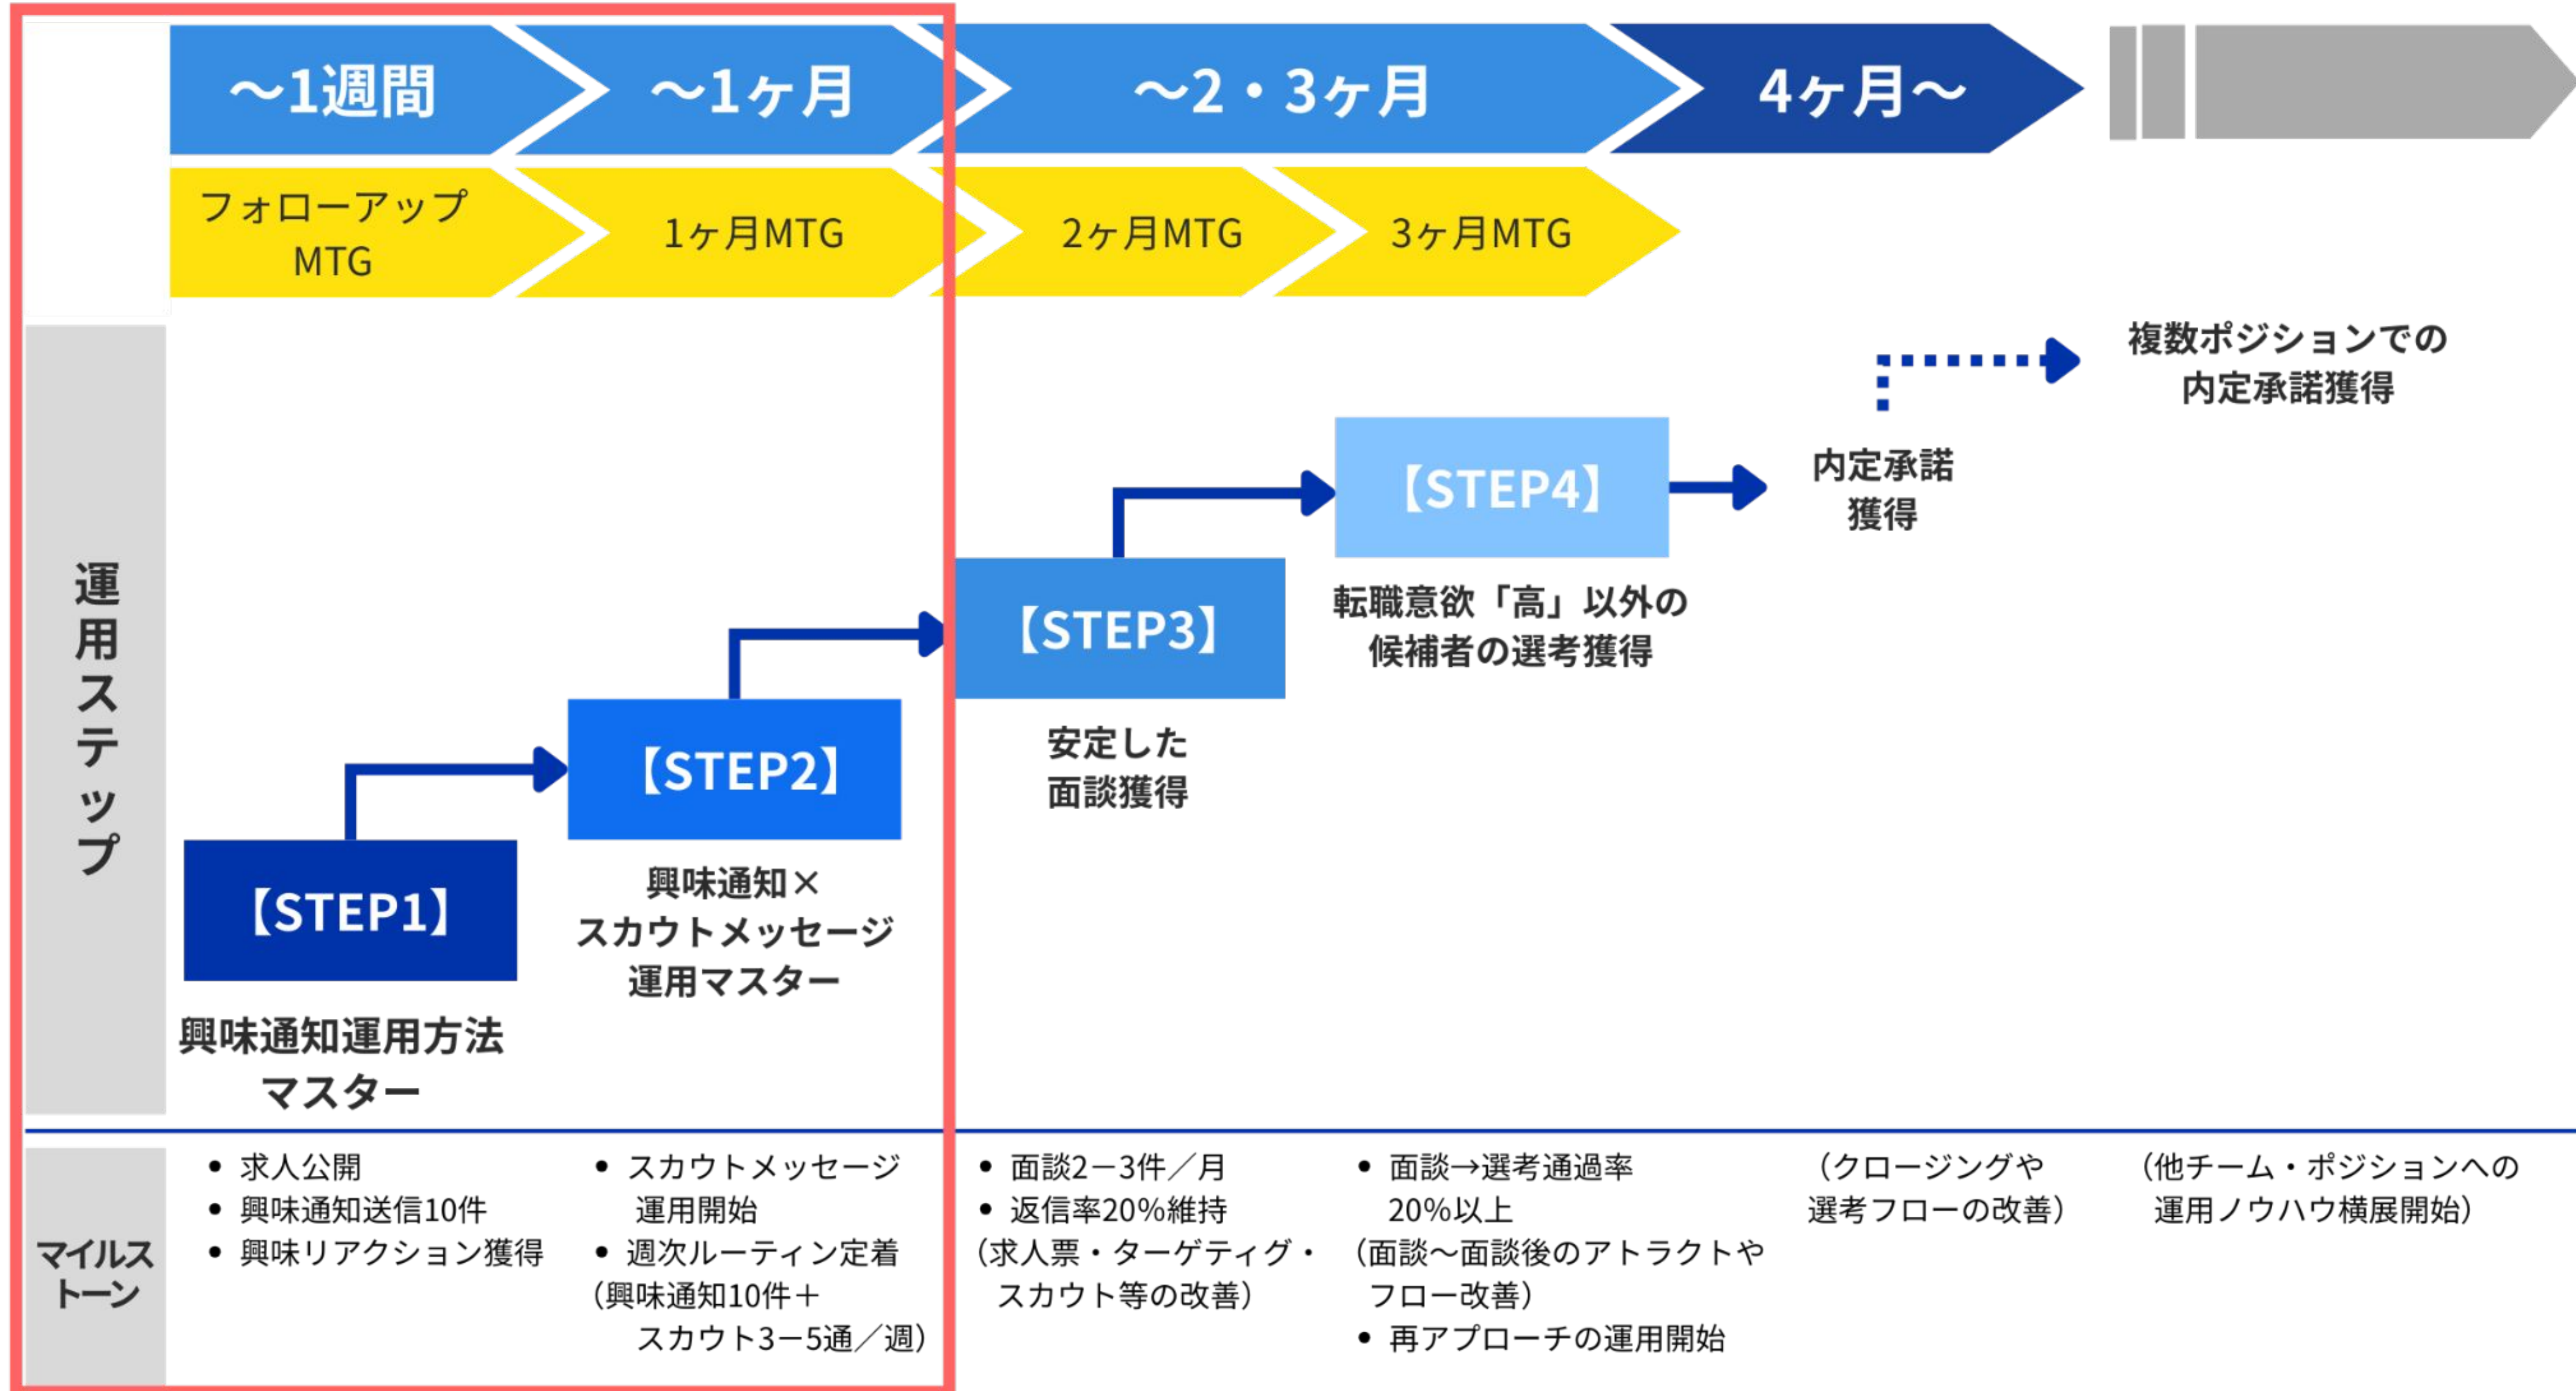 〜1週間
〜1ヶ月
〜2・3ヶ月
4ヶ月〜
フォローアップ
MTG
1ヶ月MTG
2ヶ月MTG
3ヶ月MTG
運用ステップ
【STEP1】
興味通知運用方法
マスター
【STEP2】
興味通知×
スカウトメッセージ
運用マスター
【STEP3】
安定した
面談獲得
【STEP4】
転職意欲「高」以外の
候補者の選考獲得
内定承諾
獲得
複数ポジションでの
内定承諾獲得
マイルス
トーン
• 求人公開
• 興味通知送信10件
• 興味リアクション獲得
• スカウトメッセージ
運用開始
• 週次ルーティン定着
（興味通知10件＋
スカウト3－5通／週）
• 面談2－3件／月
• 返信率20%維持
（求人票・ターゲティグ・
スカウト等の改善）
• 面談→選考通過率
20%以上
（面談〜面談後のアトラクトや
フロー改善）
• 再アプローチの運用開始
（クロージングや
選考フローの改善）
（他チーム・ポジションへの
運用ノウハウ横展開始）